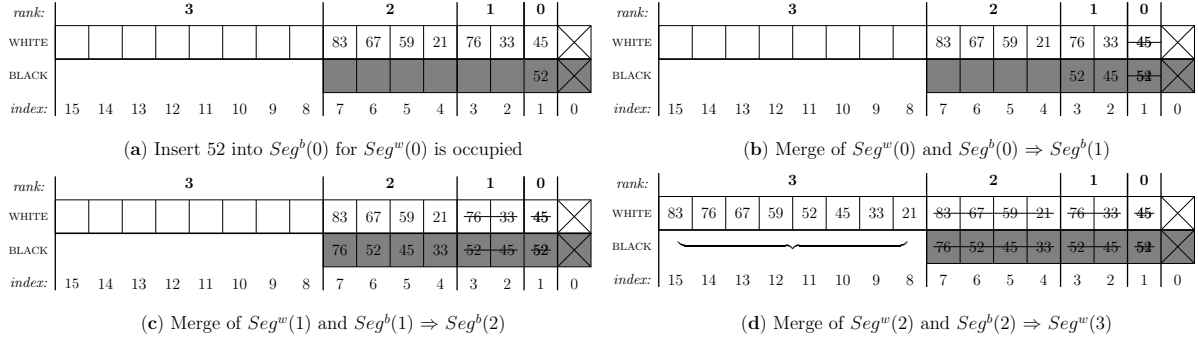 rank: 3 2 1 0
WHITE 83 67 59 21 76 33 45
BLACK 52
index: 15 14 13 12 11 10 9 8 7 6 5 4 3 2 1 0
(a) Insert 52 into Seg^b(0) for Seg^w(0) is occupied
rank: 3 2 1 0
WHITE 83 67 59 21 76 33 45
BLACK 52 45 52
index: 15 14 13 12 11 10 9 8 7 6 5 4 3 2 1 0
(b) Merge of Seg^w(0) and Seg^b(0) ⇒ Seg^b(1)
rank: 3 2 1 0
WHITE 83 67 59 21 76 33 45
BLACK 76 52 45 33 52 45 52
index: 15 14 13 12 11 10 9 8 7 6 5 4 3 2 1 0
(c) Merge of Seg^w(1) and Seg^b(1) ⇒ Seg^b(2)
rank: 3 2 1 0
WHITE 83 76 67 59 52 45 33 21 83 67 59 21 76 33 45
BLACK 76 52 45 33 52 45 52
index: 15 14 13 12 11 10 9 8 7 6 5 4 3 2 1 0
(d) Merge of Seg^w(2) and Seg^b(2) ⇒ Seg^w(3)